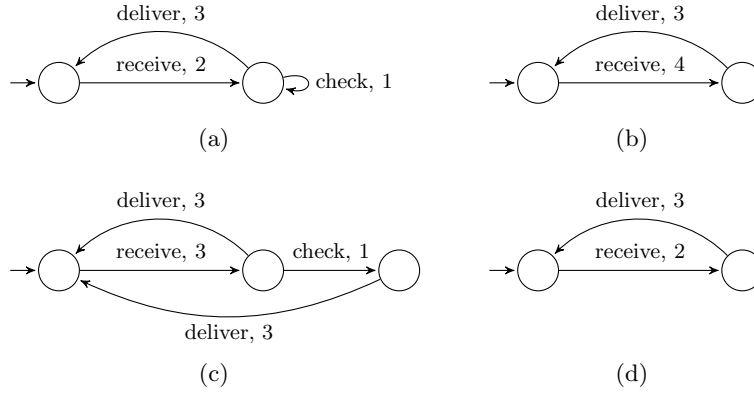 deliver, 3
receive, 2
check, 1
(a)
deliver, 3
receive, 4
(b)
deliver, 3
receive, 3
check, 1
deliver, 3
(c)
deliver, 3
receive, 2
(d)